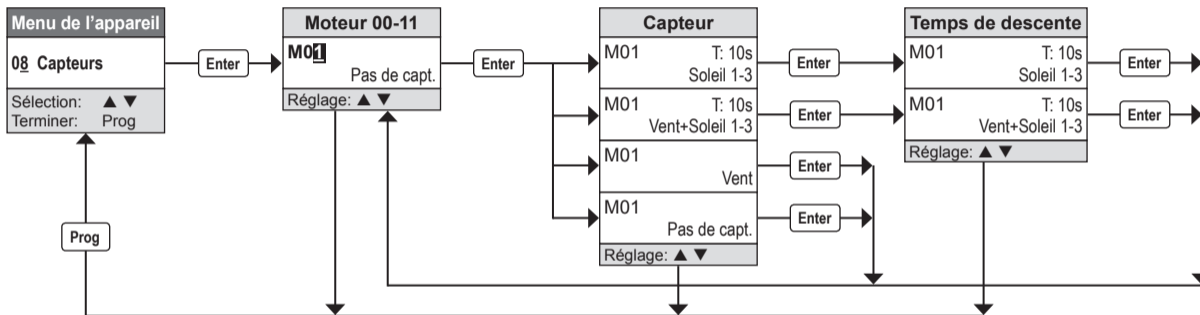 Menu de l'appareil
08 Capteurs
Sélection: ▲ ▼
Terminer: Prog
Enter
Moteur 00-11
M01
Pas de capt.
Réglage: ▲ ▼
Enter
Capteur
M01 T: 10s
Soleil 1-3
M01 T: 10s
Vent+Soleil 1-3
M01
Vent
M01
Pas de capt.
Réglage: ▲ ▼
Enter
Enter
Enter
Enter
Temps de descente
M01 T: 10s
Soleil 1-3
M01 T: 10s
Vent+Soleil 1-3
Réglage: ▲ ▼
Enter
Enter
Prog